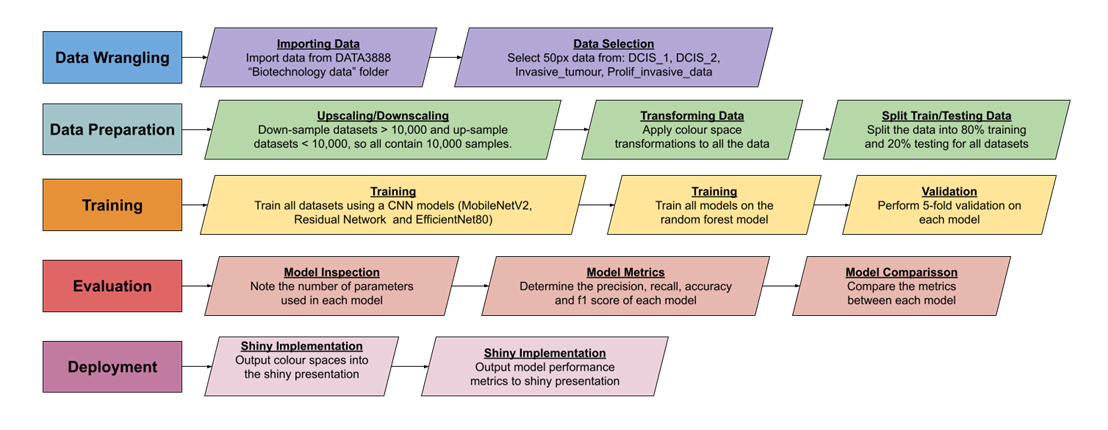 Data Wrangling
Importing Data
Import data from DATA3888
“Biotechnology data” folder
Data Selection
Select 50px data from: DCIS_1, DCIS_2,
Invasive_tumour, Prolif_invasive_data
Data Preparation
Upscaling/Downscaling
Down-sample datasets > 10,000 and up-sample
datasets < 10,000, so all contain 10,000 samples.
Transforming Data
Apply colour space
transformations to all the data
Split Train/Testing Data
Split the data into 80% training
and 20% testing for all datasets
Training
Training
Train all datasets using a CNN models (MobileNetV2,
Residual Network and EfficientNet80)
Training
Train all models on the
random forest model
Validation
Perform 5-fold validation on
each model
Evaluation
Model Inspection
Note the number of parameters
used in each model
Model Metrics
Determine the precision, recall, accuracy
and f1 score of each model
Model Comparisson
Compare the metrics
between each model
Deployment
Shiny Implementation
Output colour spaces into
the shiny presentation
Shiny Implementation
Output model performance
metrics to shiny presentation